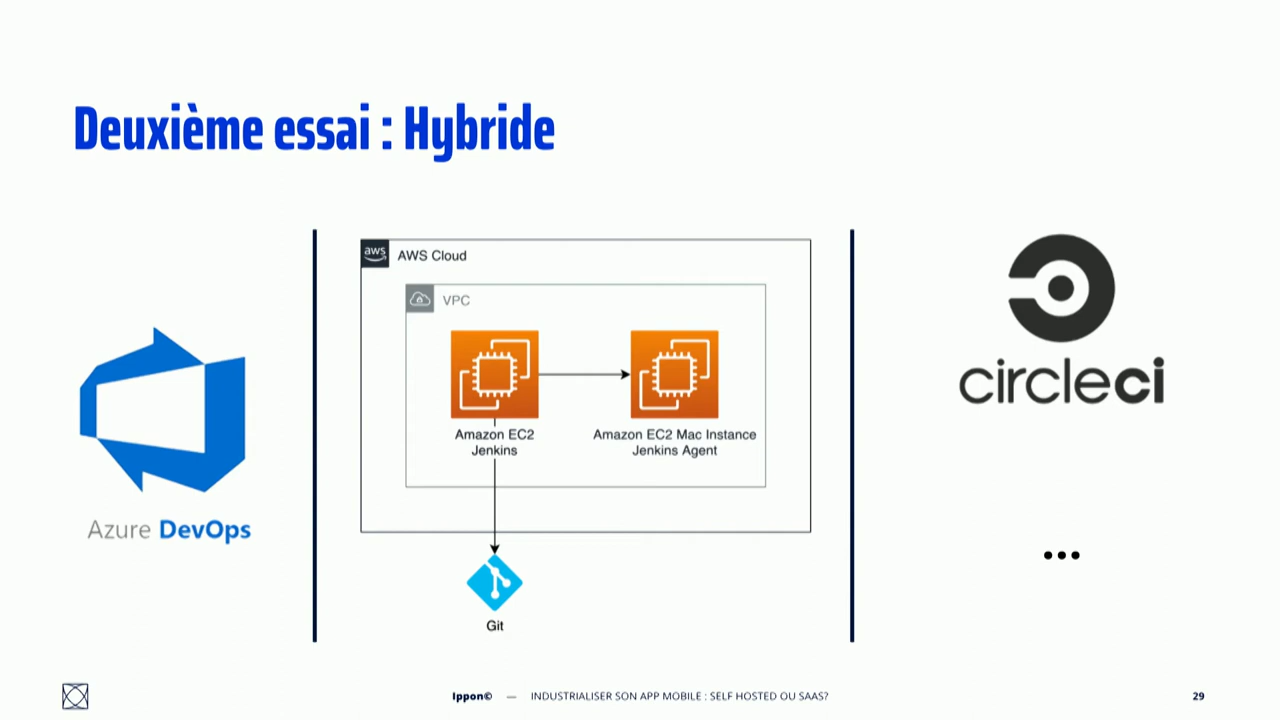 Deuxième essai : Hybride
Azure DevOps
aws
AWS Cloud
VPC
Amazon EC2
Jenkins
Amazon EC2 Mac Instance
Jenkins Agent
Git
circleci
...
Ippon© — INDUSTRIALISER SON APP MOBILE : SELF HOSTED OU SAAS?
29